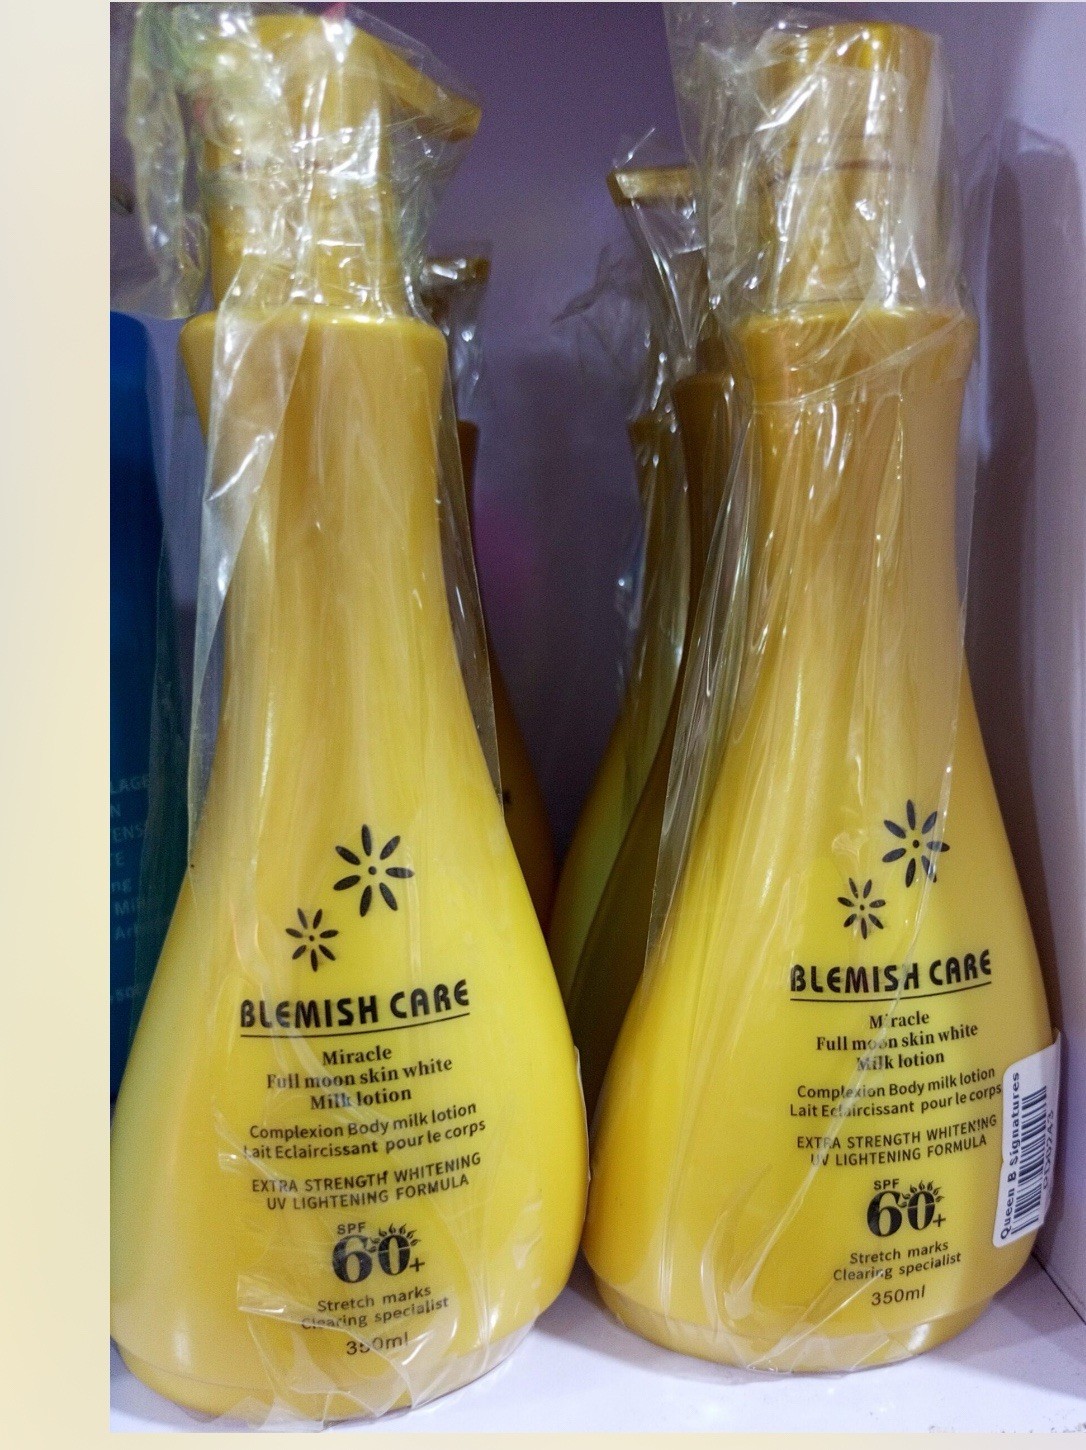 BLEMISH CARE
Miracle
Full moon skin white
Milk lotion
Complexion Body milk lotion
Lait Eclaircissant pour le corps
EXTRA STRENGTH WHITENING
UV LIGHTENING FORMULA
SPF
60+
Stretch marks
Clearing specialist
350ml
BLEMISH CARE
Miracle
Full moon skin white
Milk lotion
Complexion Body milk lotion
Lait Eclaircissant pour le corps
EXTRA STRENGTH WHITENING
UV LIGHTENING FORMULA
SPF
60+
Stretch marks
Clearing specialist
350ml
Queen B Signatures